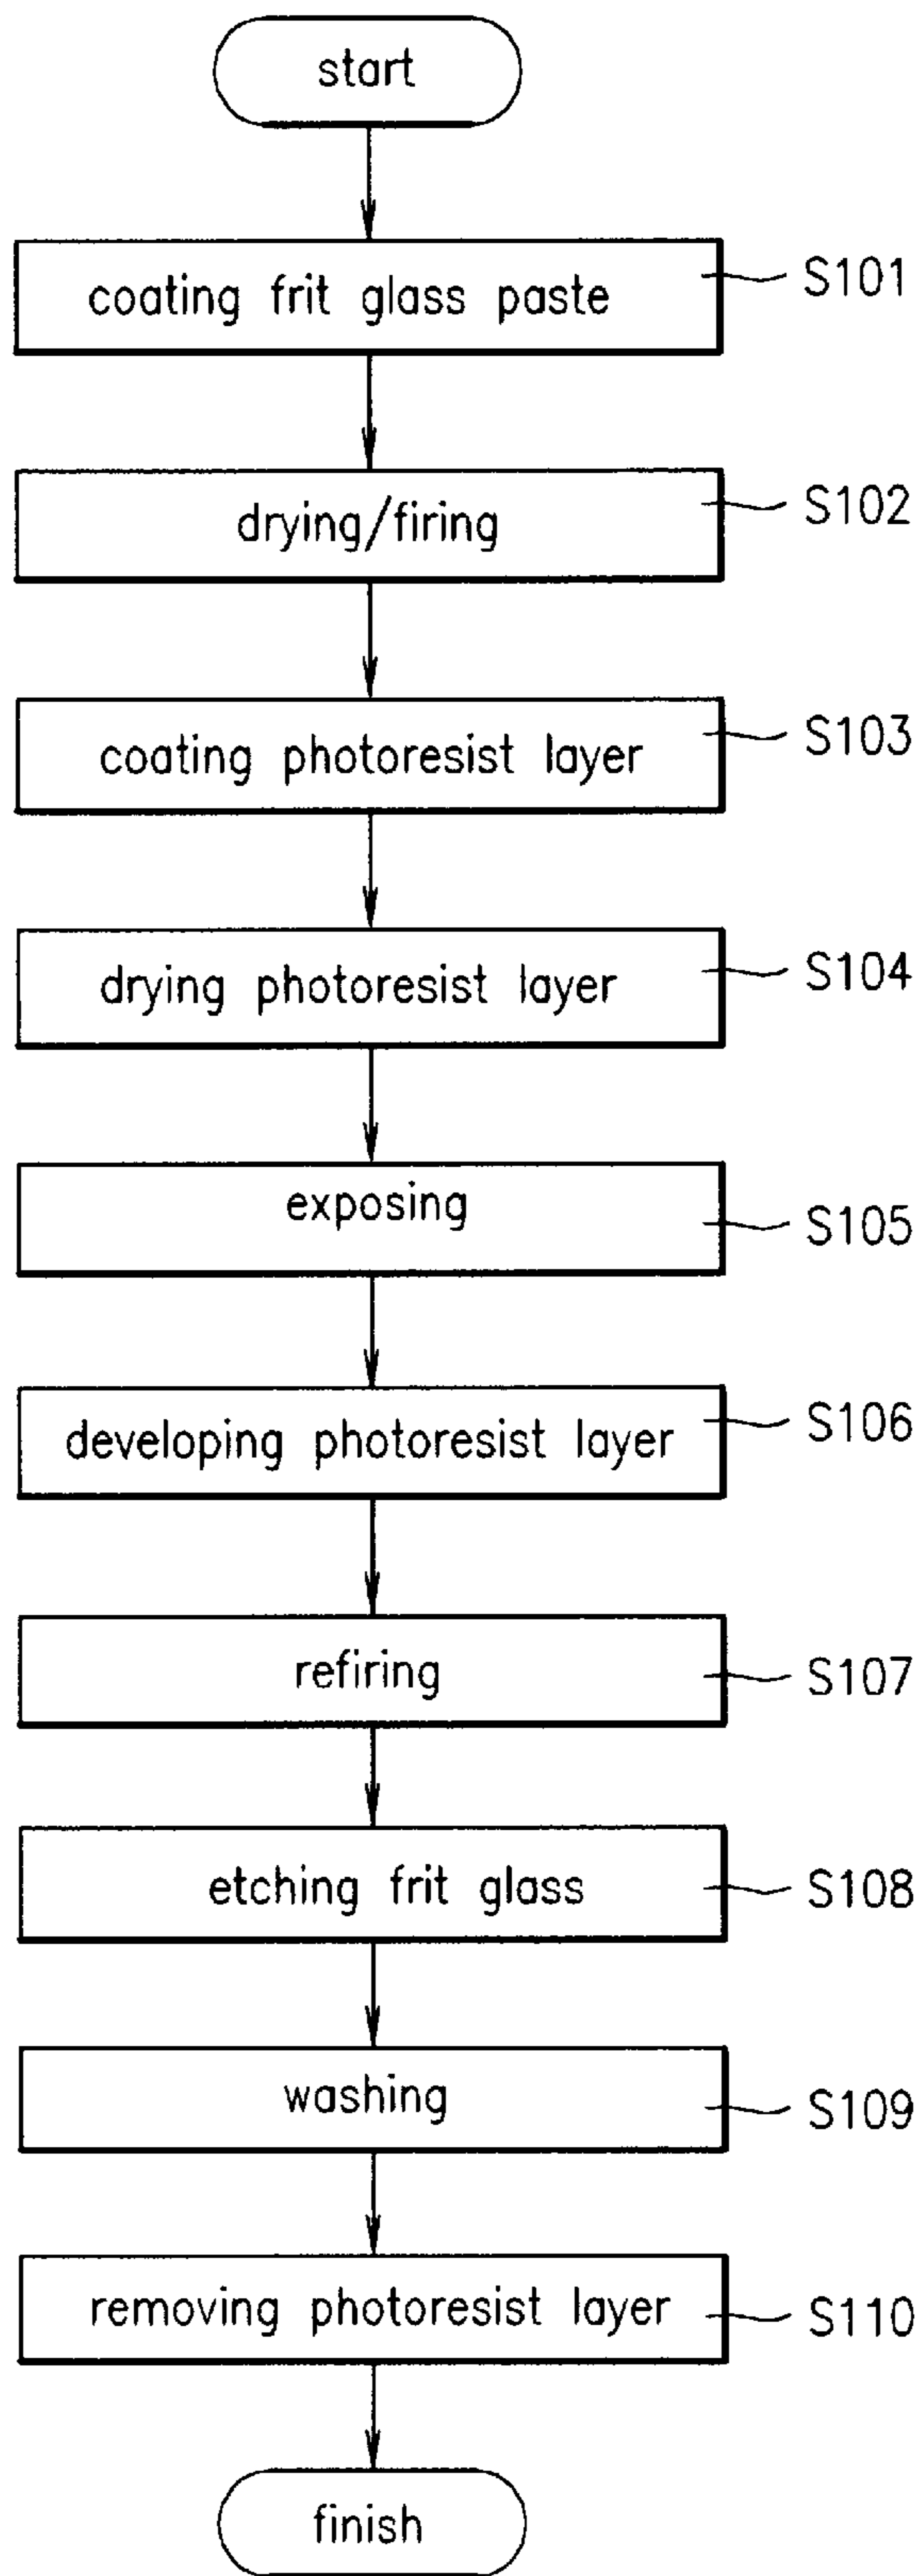 start
coating frit glass paste S101
drying/firing S102
coating photoresist layer S103
drying photoresist layer S104
exposing S105
developing photoresist layer S106
refiring S107
etching frit glass S108
washing S109
removing photoresist layer S110
finish